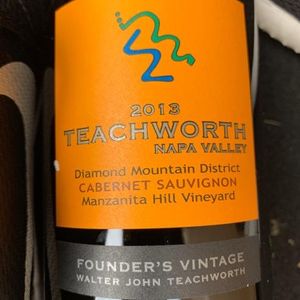 2013
TEACHWORTH
NAPA VALLEY
Diamond Mountain District
CABERNET SAUVIGNON
Manzanita Hill Vineyard
FOUNDER'S VINTAGE
WALTER JOHN TEACHWORTH